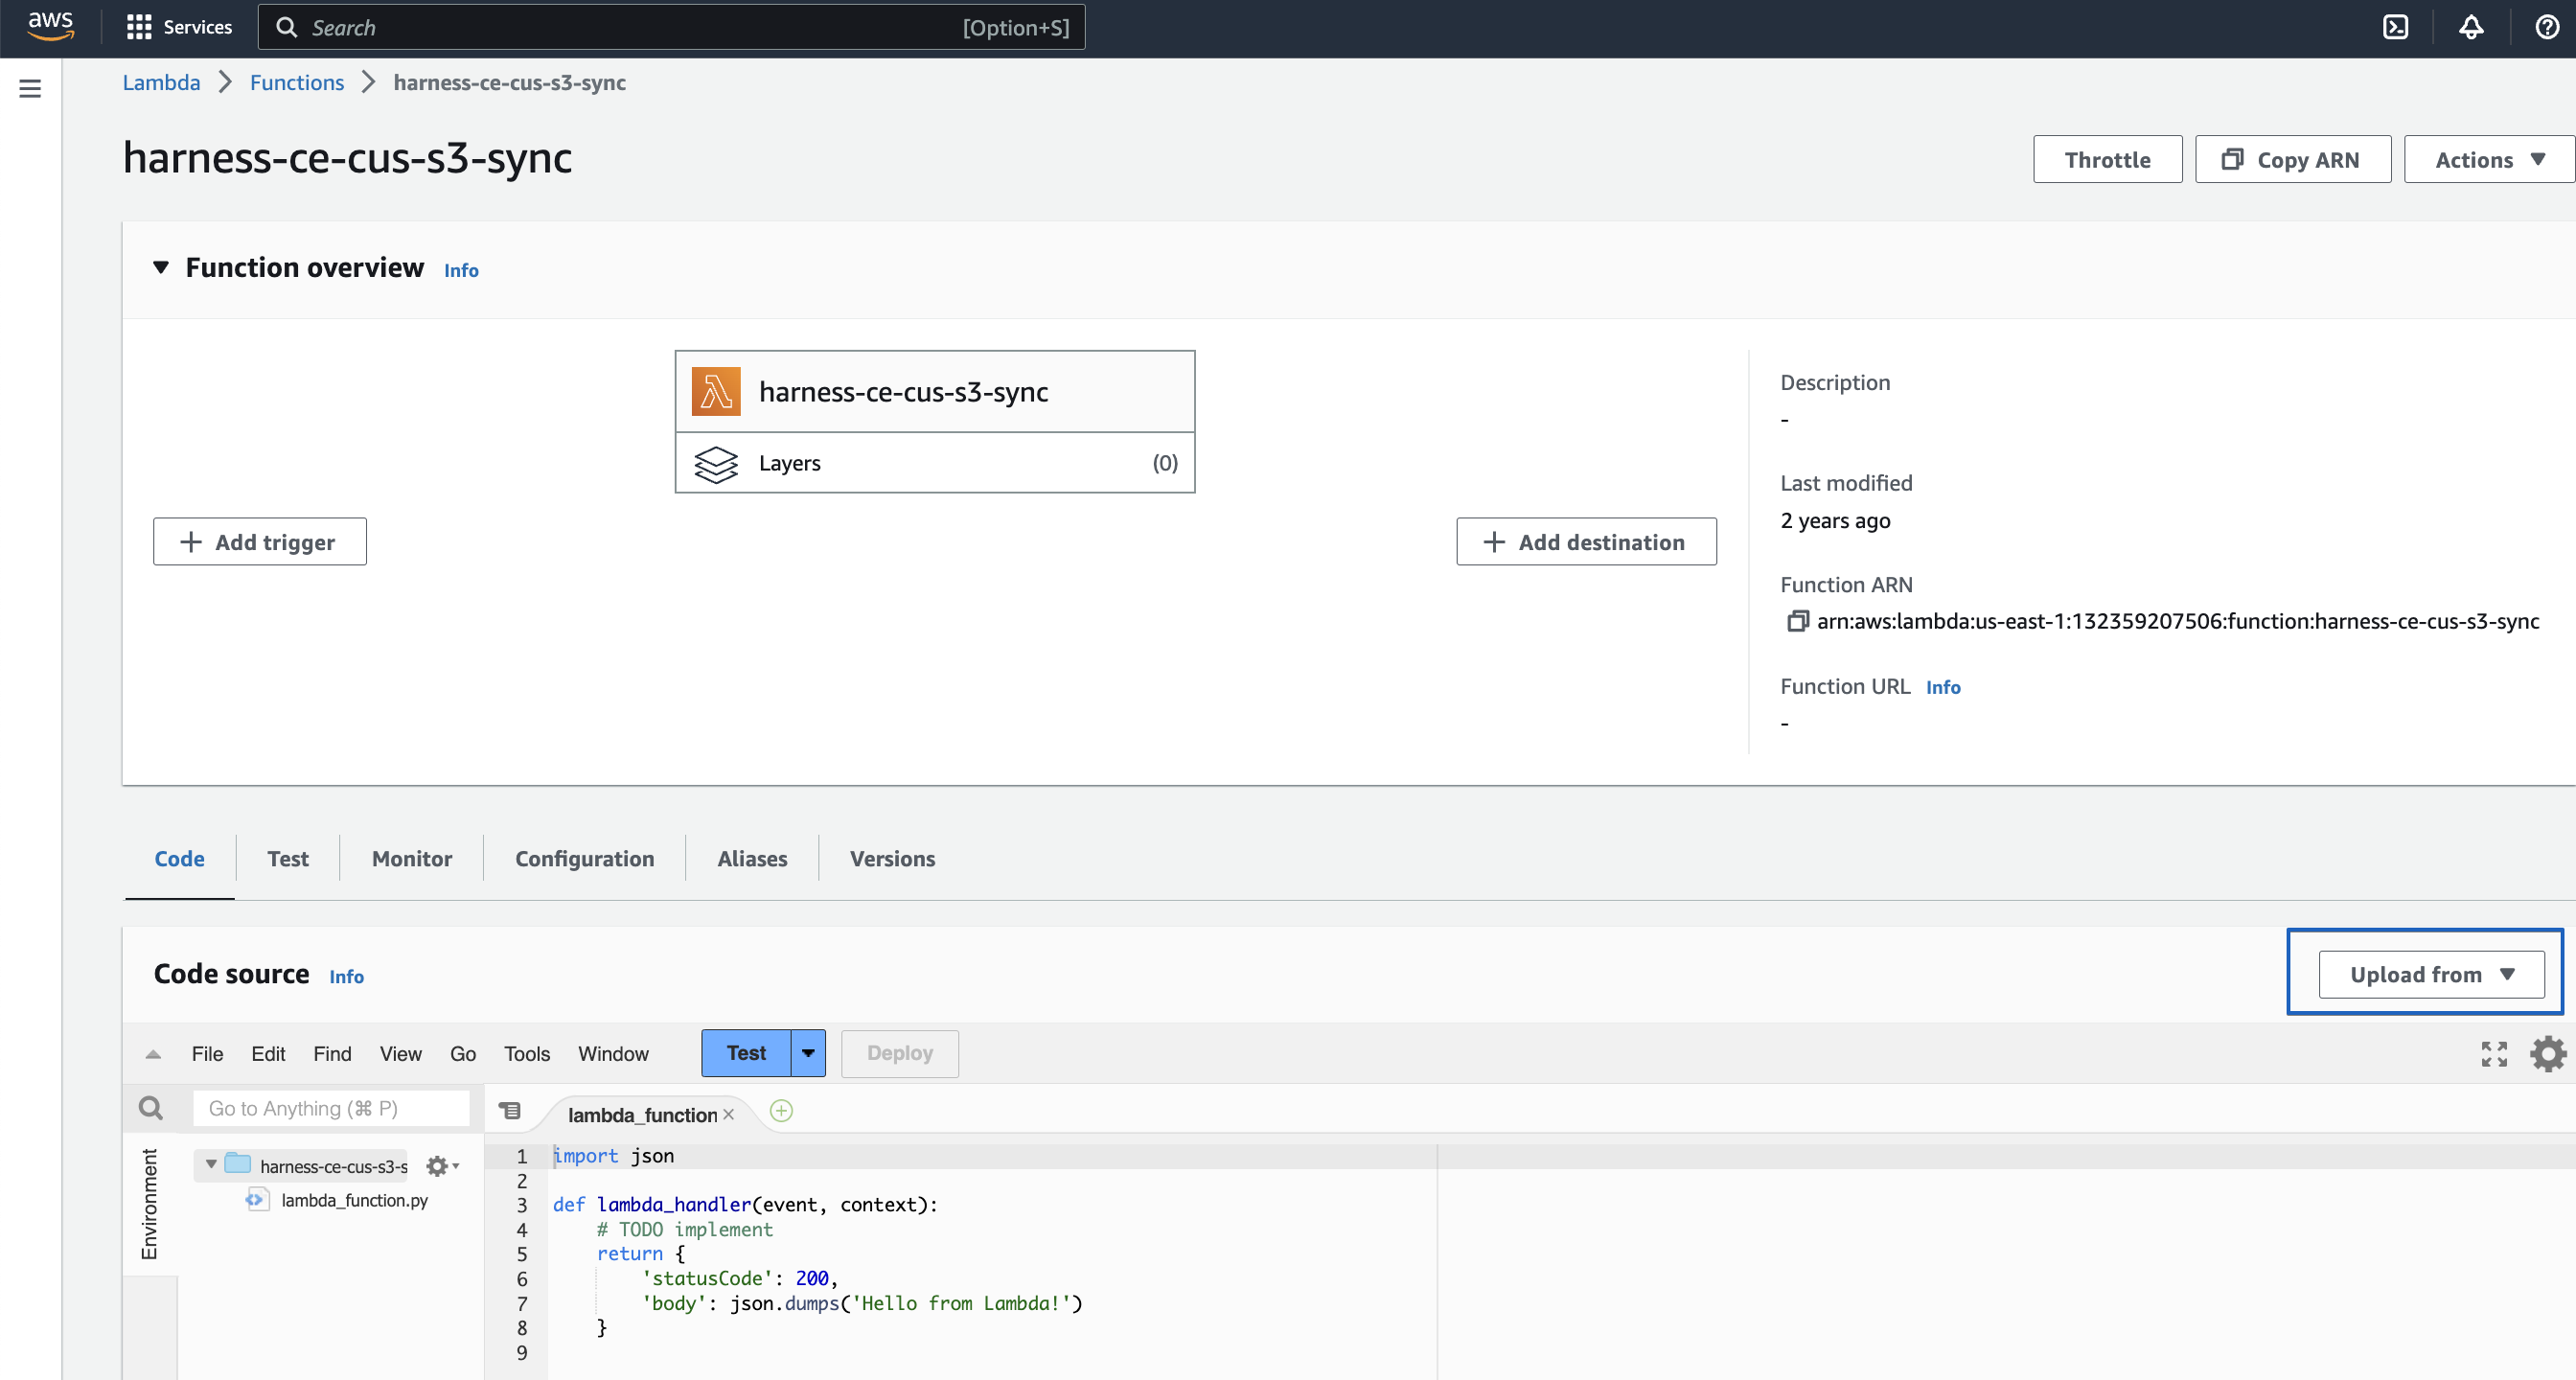 aws Services Search [Option+S]
Lambda Functions harness-ce-cus-s3-sync
harness-ce-cus-s3-sync
Throttle Copy ARN Actions
Function overview Info
harness-ce-cus-s3-sync
Layers (0)
Add trigger
Add destination
Description
-
Last modified
2 years ago
Function ARN
arn:aws:lambda:us-east-1:132359207506:function:harness-ce-cus-s3-sync
Function URL Info
-
Code Test Monitor Configuration Aliases Versions
Code source Info
Upload from
File Edit Find View Go Tools Window Test Deploy
Go to Anything (⌘ P)
Environment
harness-ce-cus-s3-s
lambda_function.py
lambda_function ×
1 import json
2
3 def lambda_handler(event, context):
4     # TODO implement
5     return {
6         'statusCode': 200,
7         'body': json.dumps('Hello from Lambda!')
8     }
9